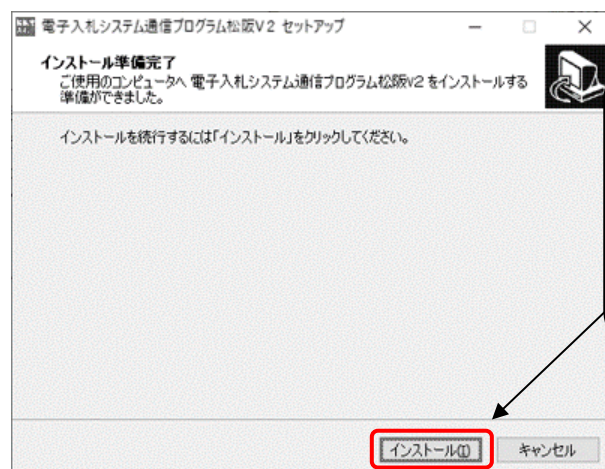 電子入札システム通信プログラム松阪V2 セットアップ
インストール準備完了
ご使用のコンピュータへ 電子入札システム通信プログラム松阪V2 をインストールする
準備ができました。
インストールを続行するには「インストール」をクリックしてください。
インストール(I)
キャンセル